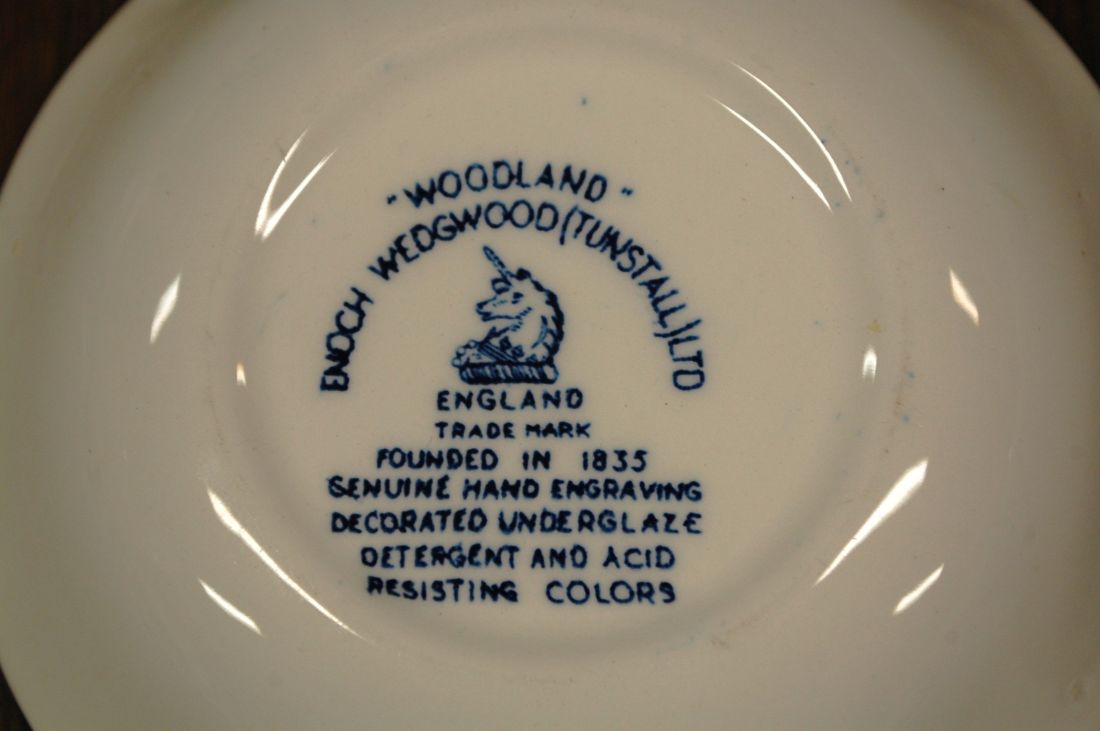 "WOODLAND"
ENOCH WEDGWOOD (TUNSTALL) LTD
ENGLAND
TRADE MARK
FOUNDED IN 1835
GENUINE HAND ENGRAVING
DECORATED UNDERGLAZE
DETERGENT AND ACID
RESISTING COLORS